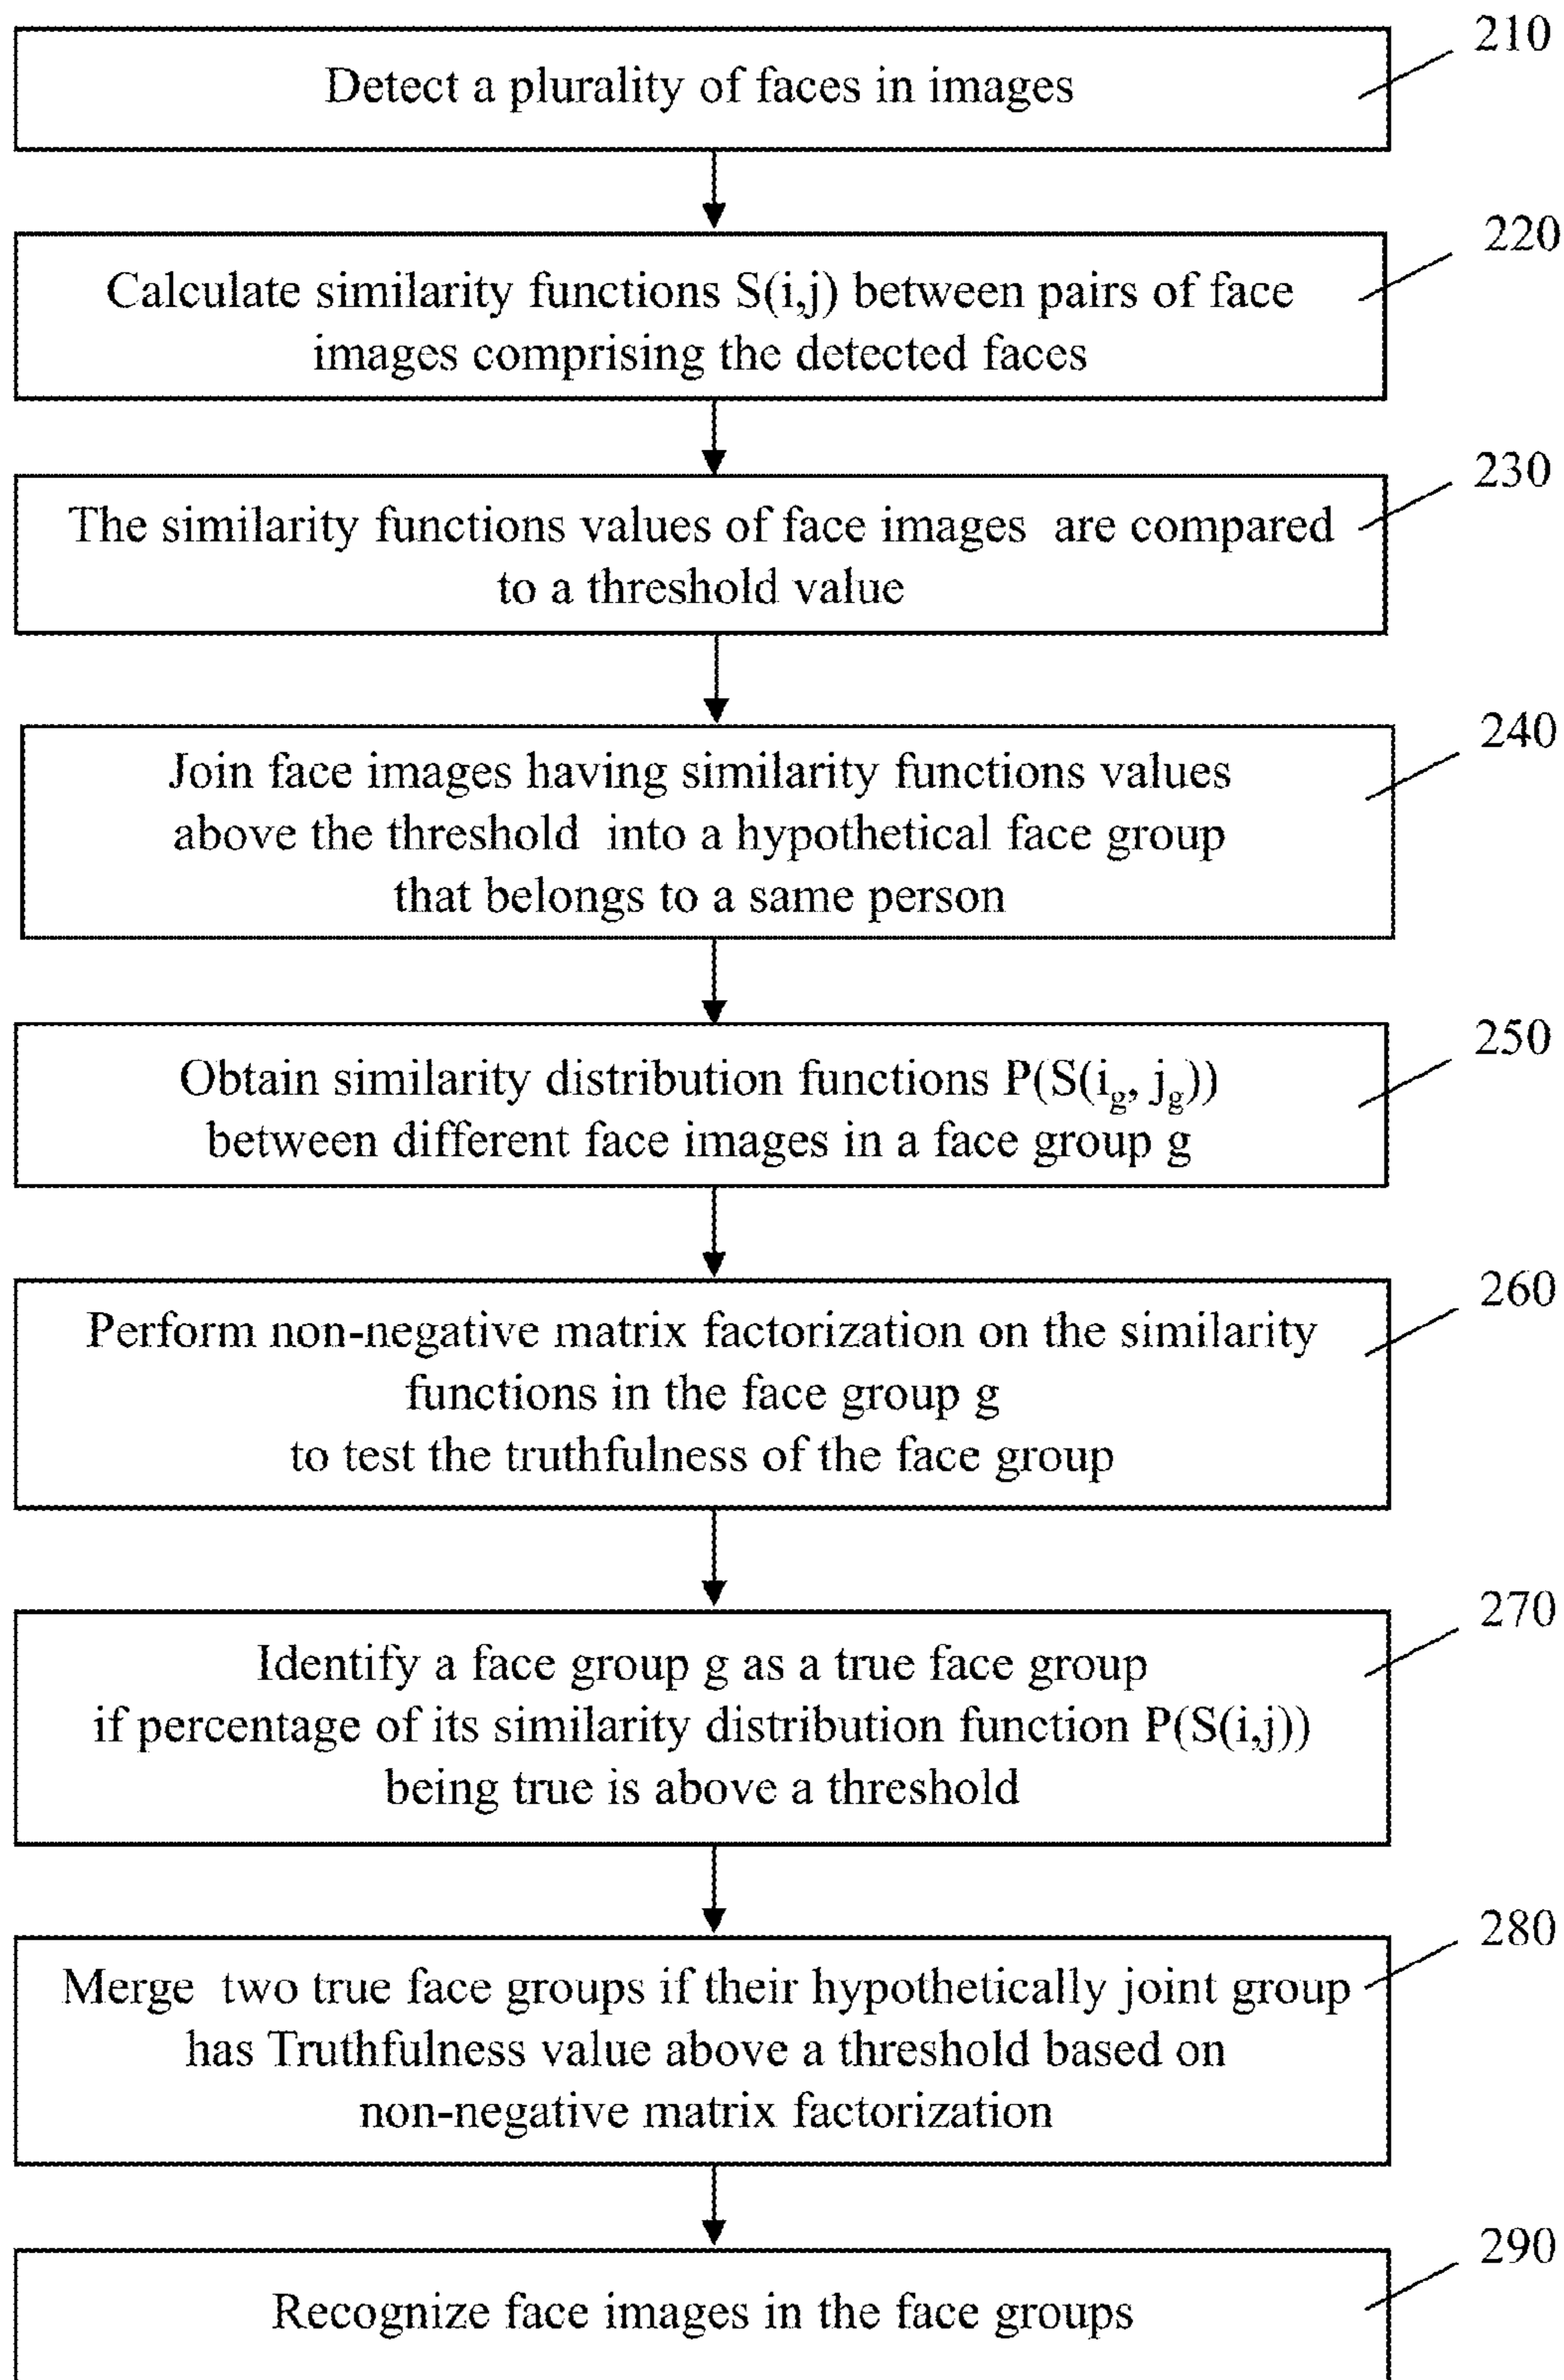 210
Detect a plurality of faces in images
220
Calculate similarity functions S(i,j) between pairs of face
images comprising the detected faces
230
The similarity functions values of face images are compared
to a threshold value
240
Join face images having similarity functions values
above the threshold into a hypothetical face group
that belongs to a same person
250
Obtain similarity distribution functions P(S(i_g, j_g))
between different face images in a face group g
260
Perform non-negative matrix factorization on the similarity
functions in the face group g
to test the truthfulness of the face group
270
Identify a face group g as a true face group
if percentage of its similarity distribution function P(S(i,j))
being true is above a threshold
280
Merge two true face groups if their hypothetically joint group
has Truthfulness value above a threshold based on
non-negative matrix factorization
290
Recognize face images in the face groups